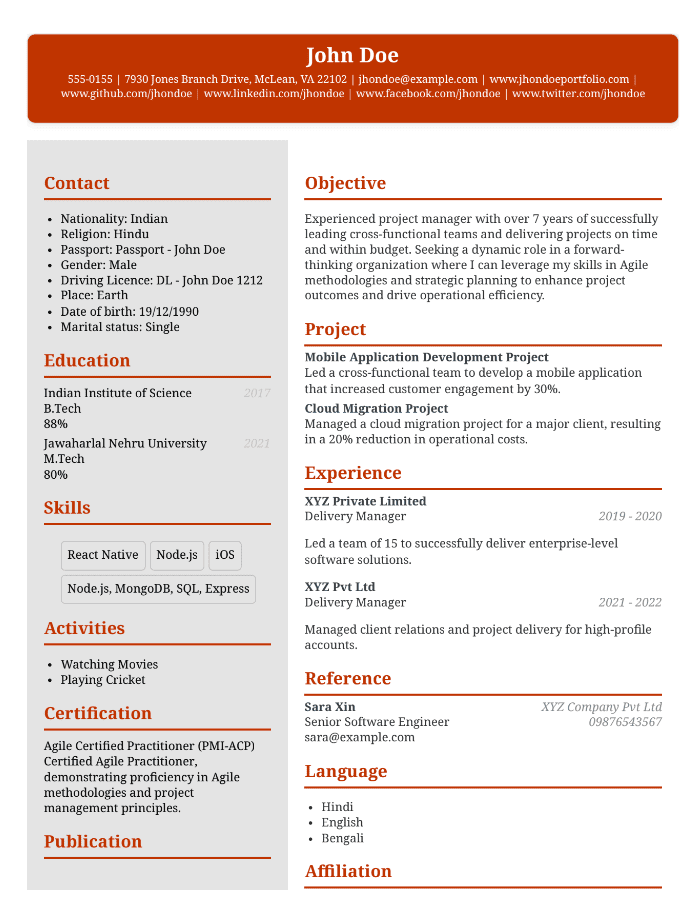 John Doe
555-0155 | 7930 Jones Branch Drive, McLean, VA 22102 | jhondoe@example.com | www.jhondoeportfolio.com |
www.github.com/jhondoe | www.linkedin.com/jhondoe | www.facebook.com/jhondoe | www.twitter.com/jhondoe
Contact
• Nationality: Indian
• Religion: Hindu
• Passport: Passport - John Doe
• Gender: Male
• Driving Licence: DL - John Doe 1212
• Place: Earth
• Date of birth: 19/12/1990
• Marital status: Single
Education
Indian Institute of Science 2017
B.Tech
88%
Jawaharlal Nehru University 2021
M.Tech
80%
Skills
React Native Node.js iOS
Node.js, MongoDB, SQL, Express
Activities
• Watching Movies
• Playing Cricket
Certification
Agile Certified Practitioner (PMI-ACP)
Certified Agile Practitioner,
demonstrating proficiency in Agile
methodologies and project
management principles.
Publication
Objective
Experienced project manager with over 7 years of successfully
leading cross-functional teams and delivering projects on time
and within budget. Seeking a dynamic role in a forward-
thinking organization where I can leverage my skills in Agile
methodologies and strategic planning to enhance project
outcomes and drive operational efficiency.
Project
Mobile Application Development Project
Led a cross-functional team to develop a mobile application
that increased customer engagement by 30%.
Cloud Migration Project
Managed a cloud migration project for a major client, resulting
in a 20% reduction in operational costs.
Experience
XYZ Private Limited
Delivery Manager 2019 - 2020
Led a team of 15 to successfully deliver enterprise-level
software solutions.
XYZ Pvt Ltd
Delivery Manager 2021 - 2022
Managed client relations and project delivery for high-profile
accounts.
Reference
Sara Xin XYZ Company Pvt Ltd
Senior Software Engineer 09876543567
sara@example.com
Language
• Hindi
• English
• Bengali
Affiliation